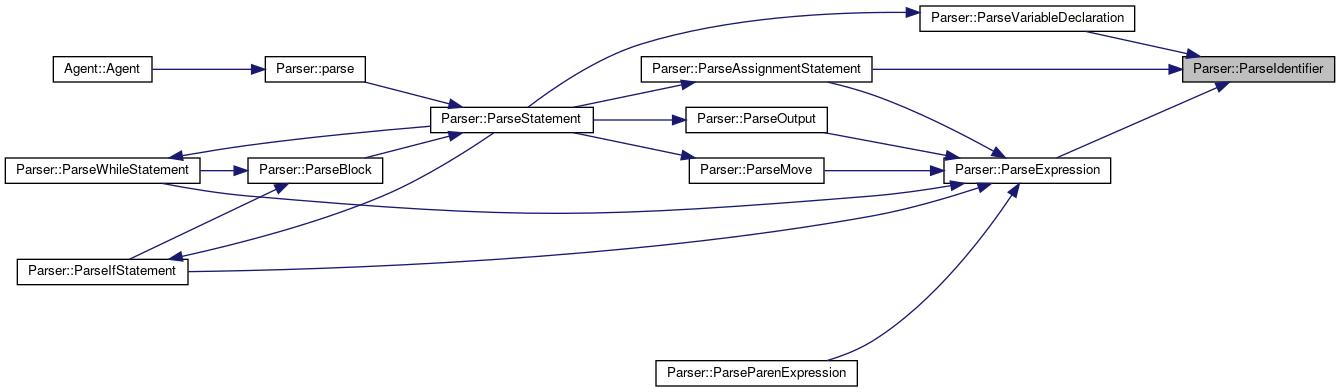 Parser::ParseVariableDeclaration
Agent::Agent
Parser::parse
Parser::ParseAssignmentStatement
Parser::ParseIdentifier
Parser::ParseStatement
Parser::ParseOutput
Parser::ParseWhileStatement
Parser::ParseBlock
Parser::ParseMove
Parser::ParseExpression
Parser::ParseIfStatement
Parser::ParseParenExpression